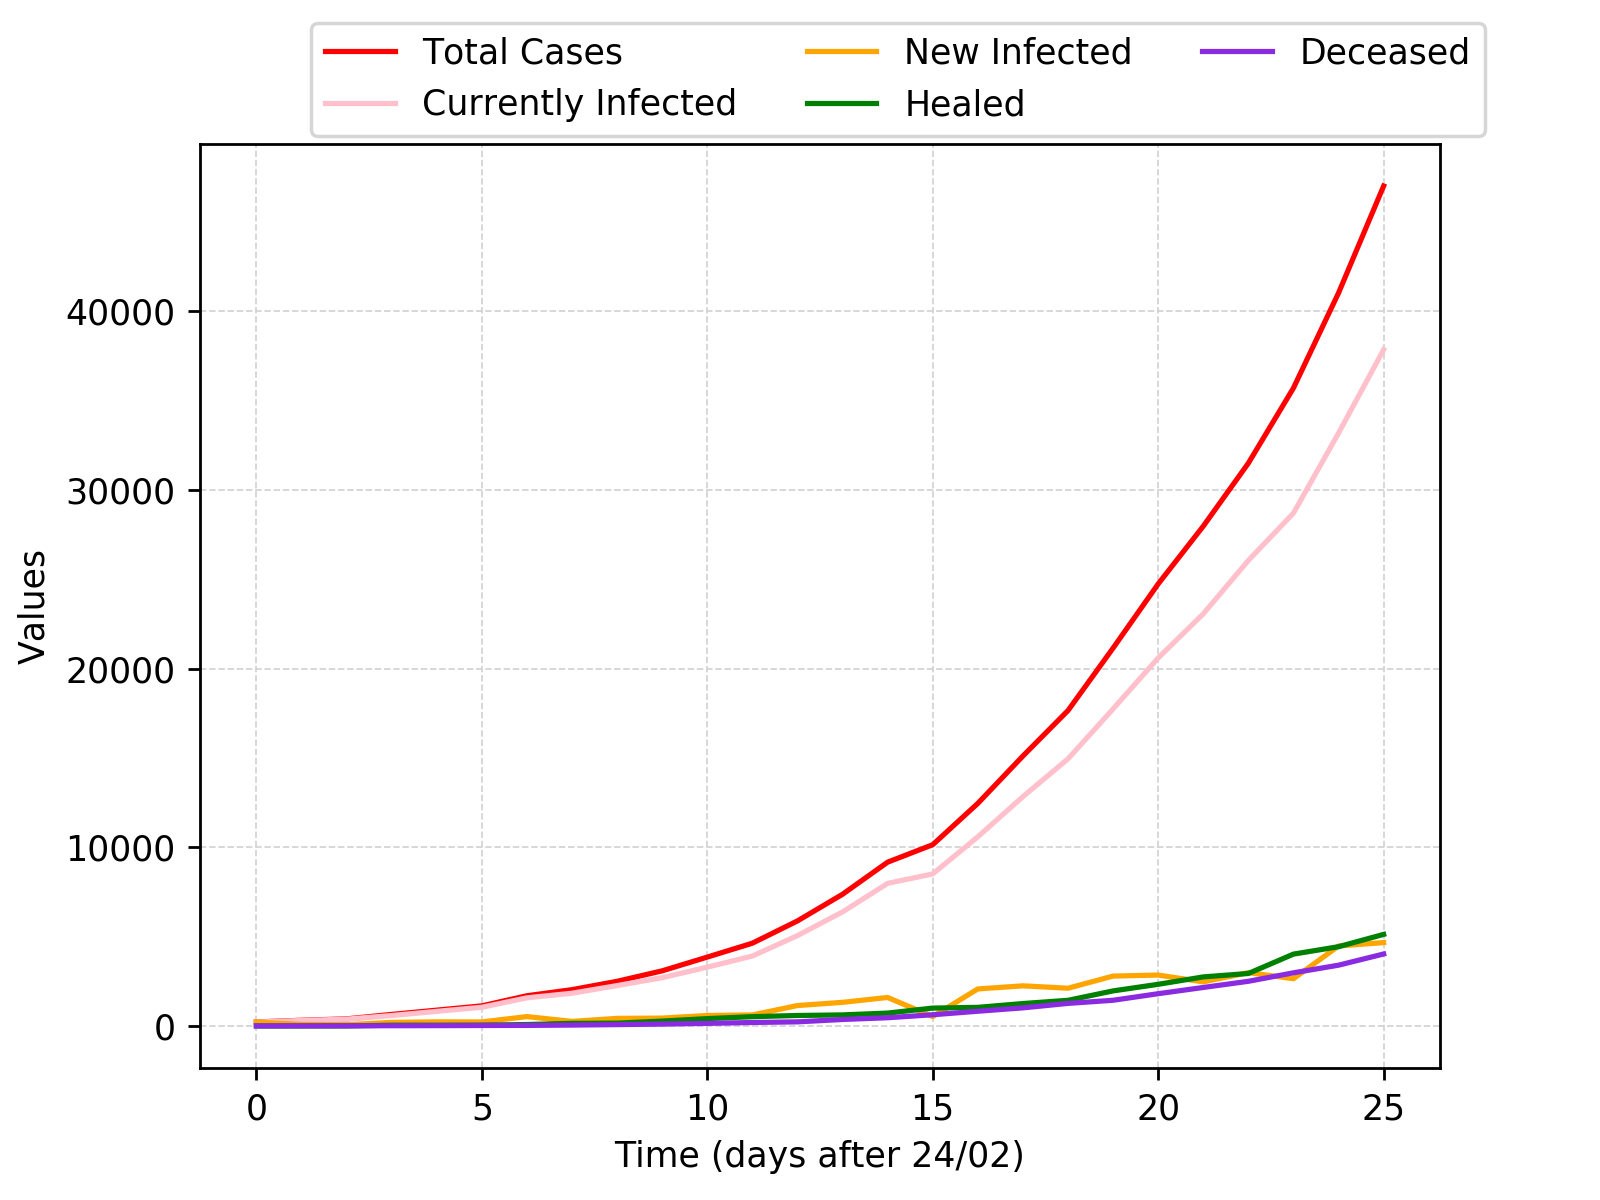 Total Cases
New Infected
Deceased
Currently Infected
Healed
40000
30000
20000
10000
0
Values
0 5 10 15 20 25
Time (days after 24/02)